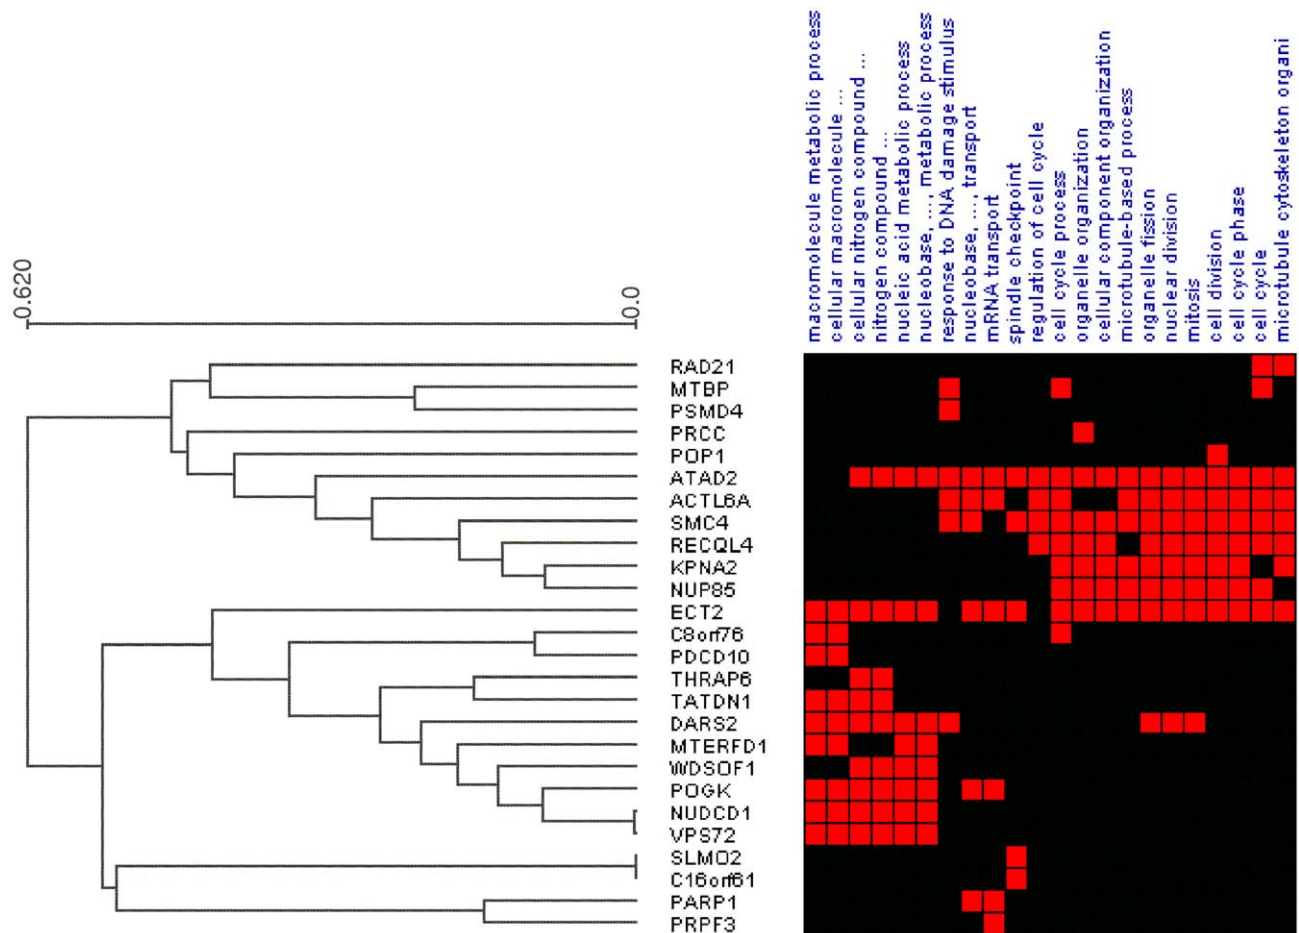 macromolecule metabolic process
cellular macromolecule ...
cellular nitrogen compound ...
nitrogen compound ...
nucleic acid metabolic process
nucleobase, ..., metabolic process
response to DNA damage stimulus
nucleobase, ..., transport
mRNA transport
spindle checkpoint
regulation of cell cycle
cell cycle process
organelle organization
cellular component organization
microtubule-based process
organelle fission
nuclear division
mitosis
cell division
cell cycle phase
cell cycle
microtubule cytoskeleton organi
0.620
0.0
RAD21
MTBP
PSMD4
PRCC
POP1
ATAD2
ACTL6A
SMC4
RECQL4
KPNA2
NUP85
ECT2
C8orf76
PDCD10
THRAP6
TATDN1
DARS2
MTERFD1
WDSOF1
POGK
NUDCD1
VPS72
SLMO2
C16orf61
PARP1
PRPF3